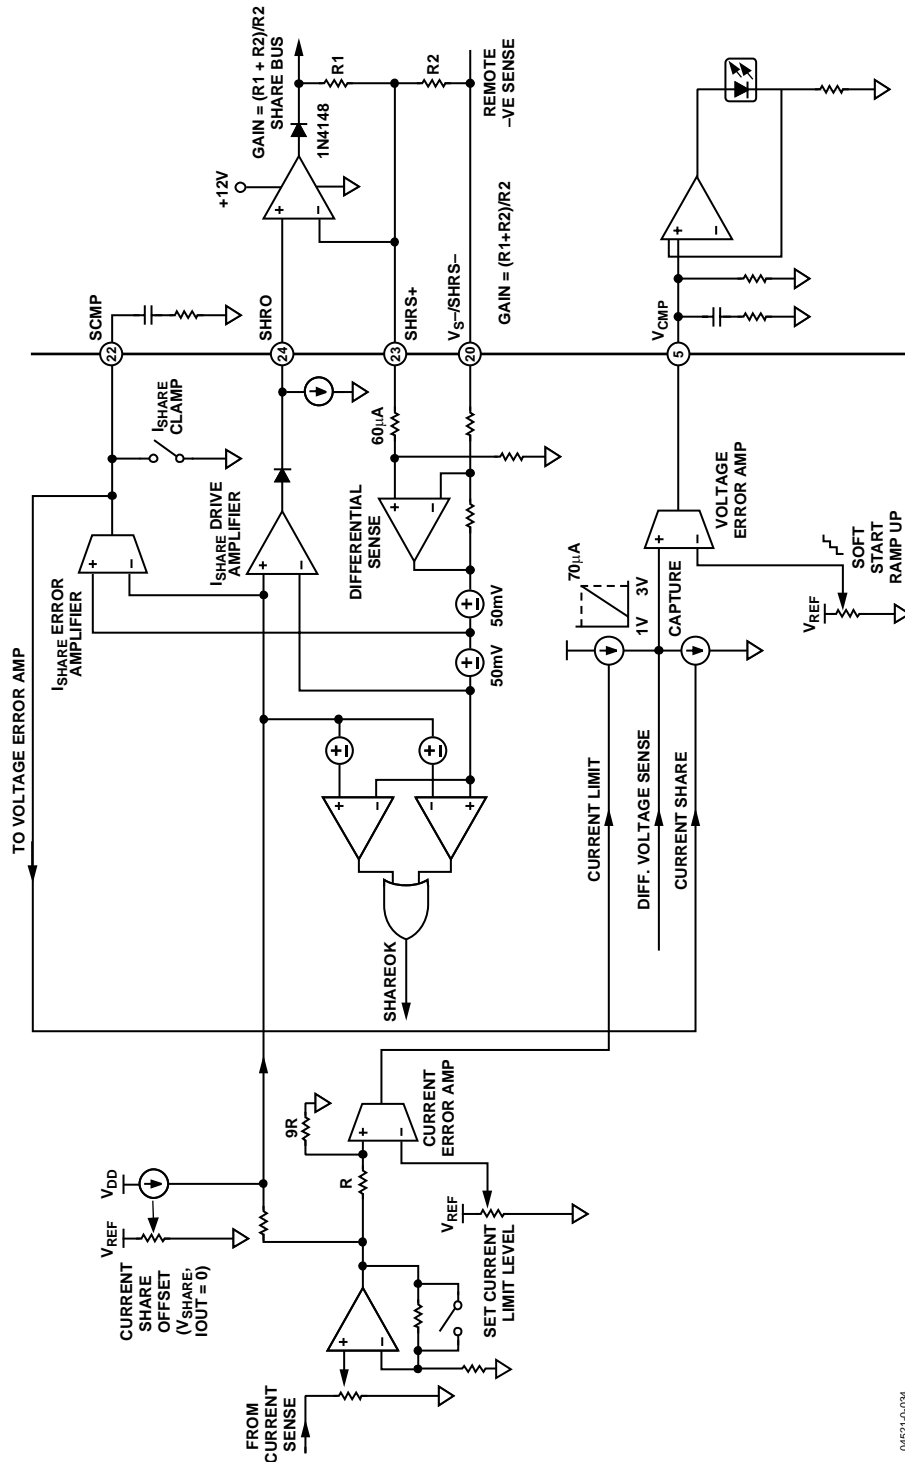 FROM
CURRENT
SENSE
+
–
SET CURRENT
LIMIT LEVEL
VREF
CURRENT
SHARE
OFFSET
(VSHARE,
IOUT = 0)
VREF
VDD
R
9R
+
–
CURRENT
ERROR AMP
TO VOLTAGE ERROR AMP
SHAREOK
+
–
–
+
+
–
+
–
ISHARE ERROR
AMPLIFIER
+
–
ISHARE
CLAMP
ISHARE DRIVE
AMPLIFIER
+
–
DIFFERENTIAL
SENSE
+
–
50mV
+
–
50mV
+
–
60µA
CURRENT LIMIT
DIFF. VOLTAGE SENSE
CURRENT SHARE
70µA
1V 3V
CAPTURE
+
–
VOLTAGE
ERROR AMP
VREF
SOFT
START
RAMP UP
22
SCMP
24
SHRO
23
SHRS+
20
VS–/SHRS–
5
VCMP
+12V
+
–
1N4148
GAIN = (R1 + R2)/R2
SHARE BUS
R1
R2
REMOTE
–VE SENSE
GAIN = (R1+R2)/R2
+
–
04521-0-034